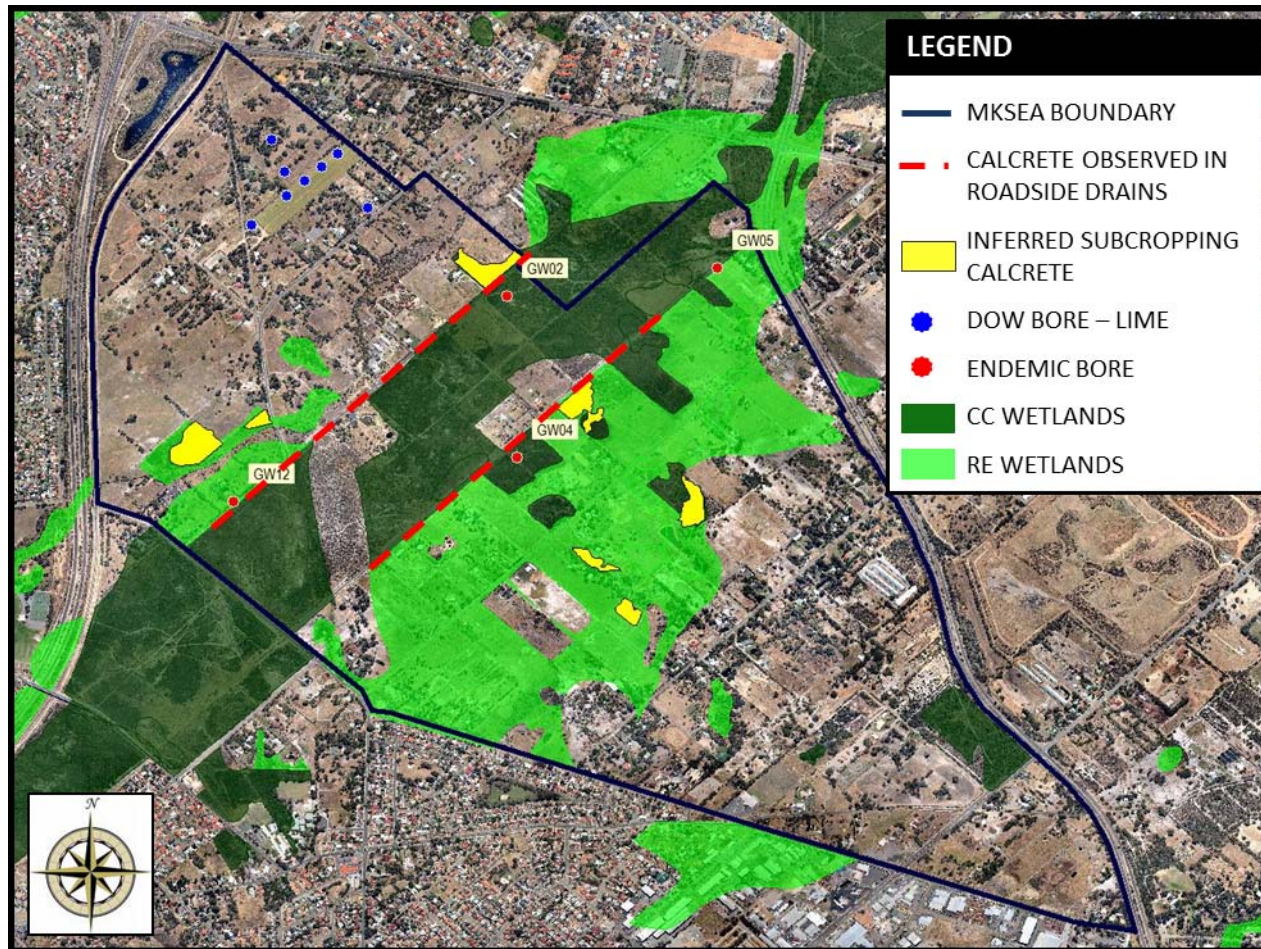 LEGEND
MKSEA BOUNDARY
CALCRETE OBSERVED IN
ROADSIDE DRAINS
INFERRED SUBCROPPING
CALCRETE
DOW BORE – LIME
ENDEMIC BORE
CC WETLANDS
RE WETLANDS
GW05
GW02
GW04
GW12
N